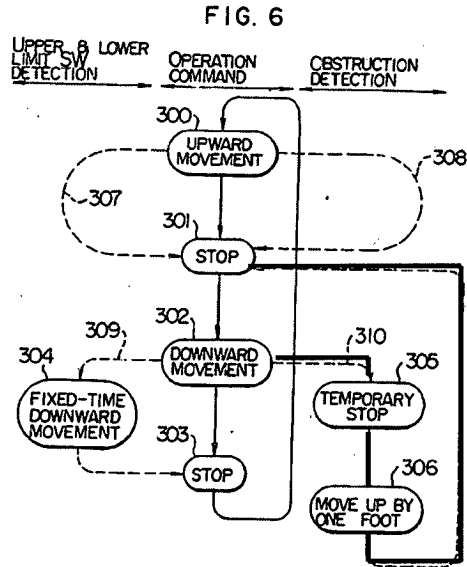 FIG. 6
UPPER & LOWER
LIMIT SW
DETECTION
OPERATION
COMMAND
CBSTRUCTION
DETECTION
300
UPWARD
MOVEMENT
308
307
301
STOP
302
309
310
304
DOWNWARD
MOVEMENT
305
FIXED-TIME
DOWNWARD
MOVEMENT
TEMPORARY
STOP
303
STOP
306
MOVE UP BY
ONE FOOT